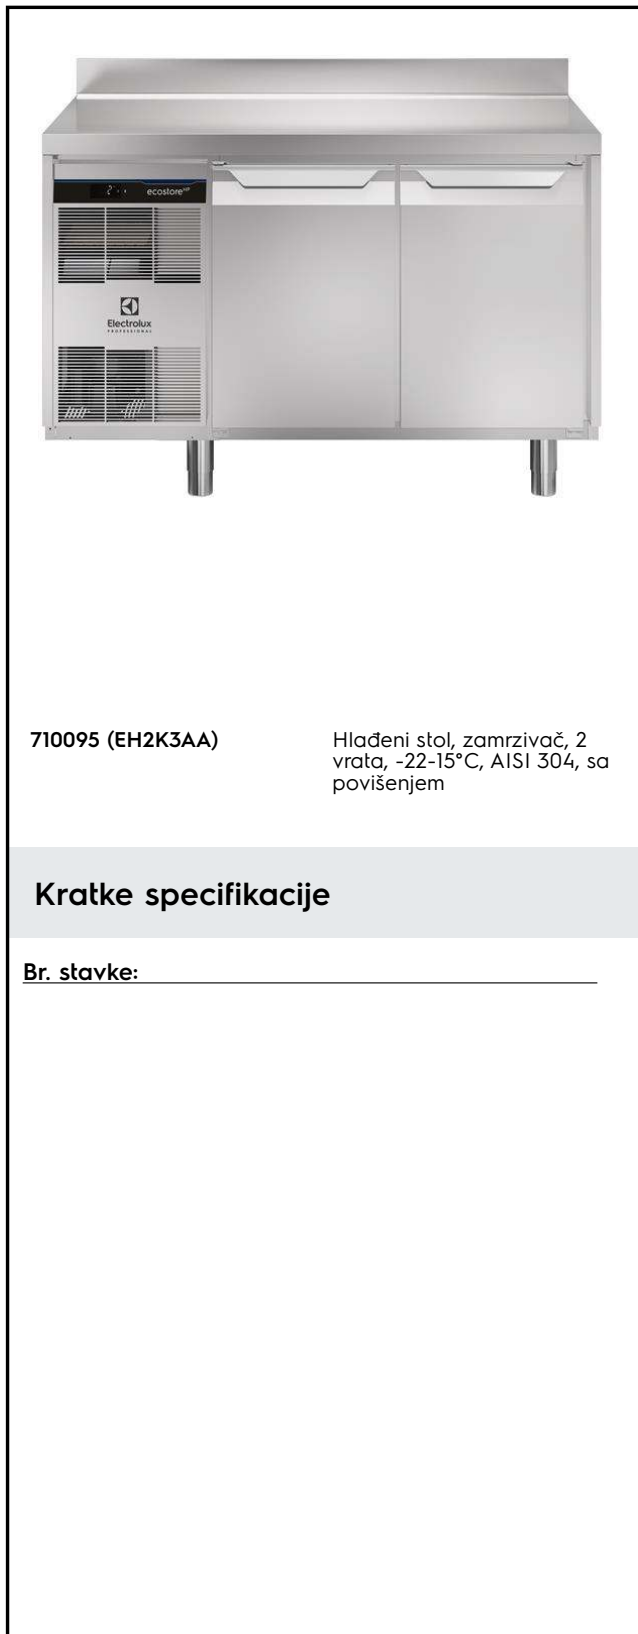 ecostoreᴴᴾ
Electrolux
PROFESSIONAL
710095 (EH2K3AA)
Hlađeni stol, zamrzivač, 2
vrata, -22-15°C, AISI 304, sa
povišenjem
Kratke specifikacije
Br. stavke: